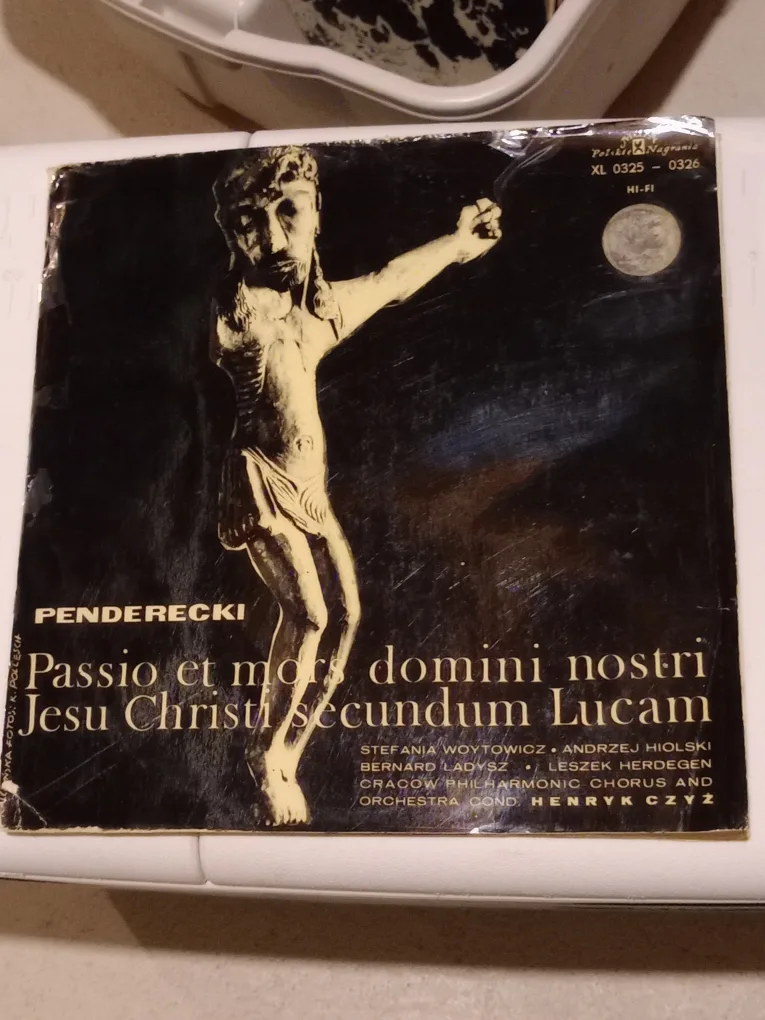 Polskie Nagrania
XL 0325 – 0326
HI-FI
PENDERECKI
Passio et mors domini nostri
Jesu Christi secundum Lucam
STEFANIA WOYTOWICZ • ANDRZEJ HIOLSKI
BERNARD ŁADYSZ • LESZEK HERDEGEN
CRACOW PHILHARMONIC CHORUS AND
ORCHESTRA COND. HENRYK CZYŻ